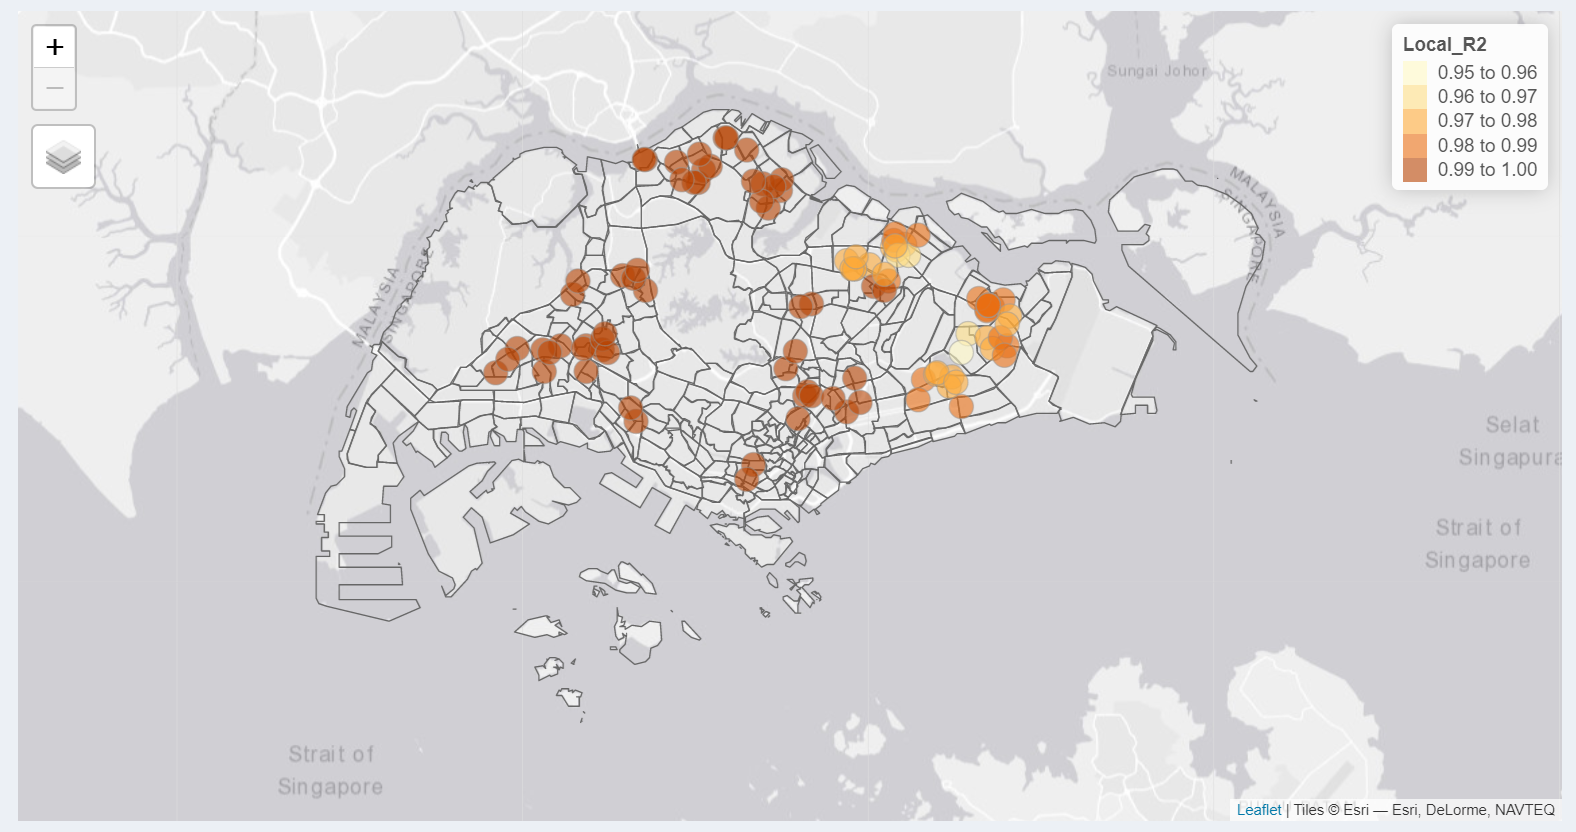 +
−
Local_R2
0.95 to 0.96
0.96 to 0.97
0.97 to 0.98
0.98 to 0.99
0.99 to 1.00
Sungai Johor
MALAYSIA
SINGAPORE
MALAYSIA
SINGAPORE
Selat
Singapura
Strait of
Singapore
Strait of
Singapore
Leaflet | Tiles © Esri — Esri, DeLorme, NAVTEQ